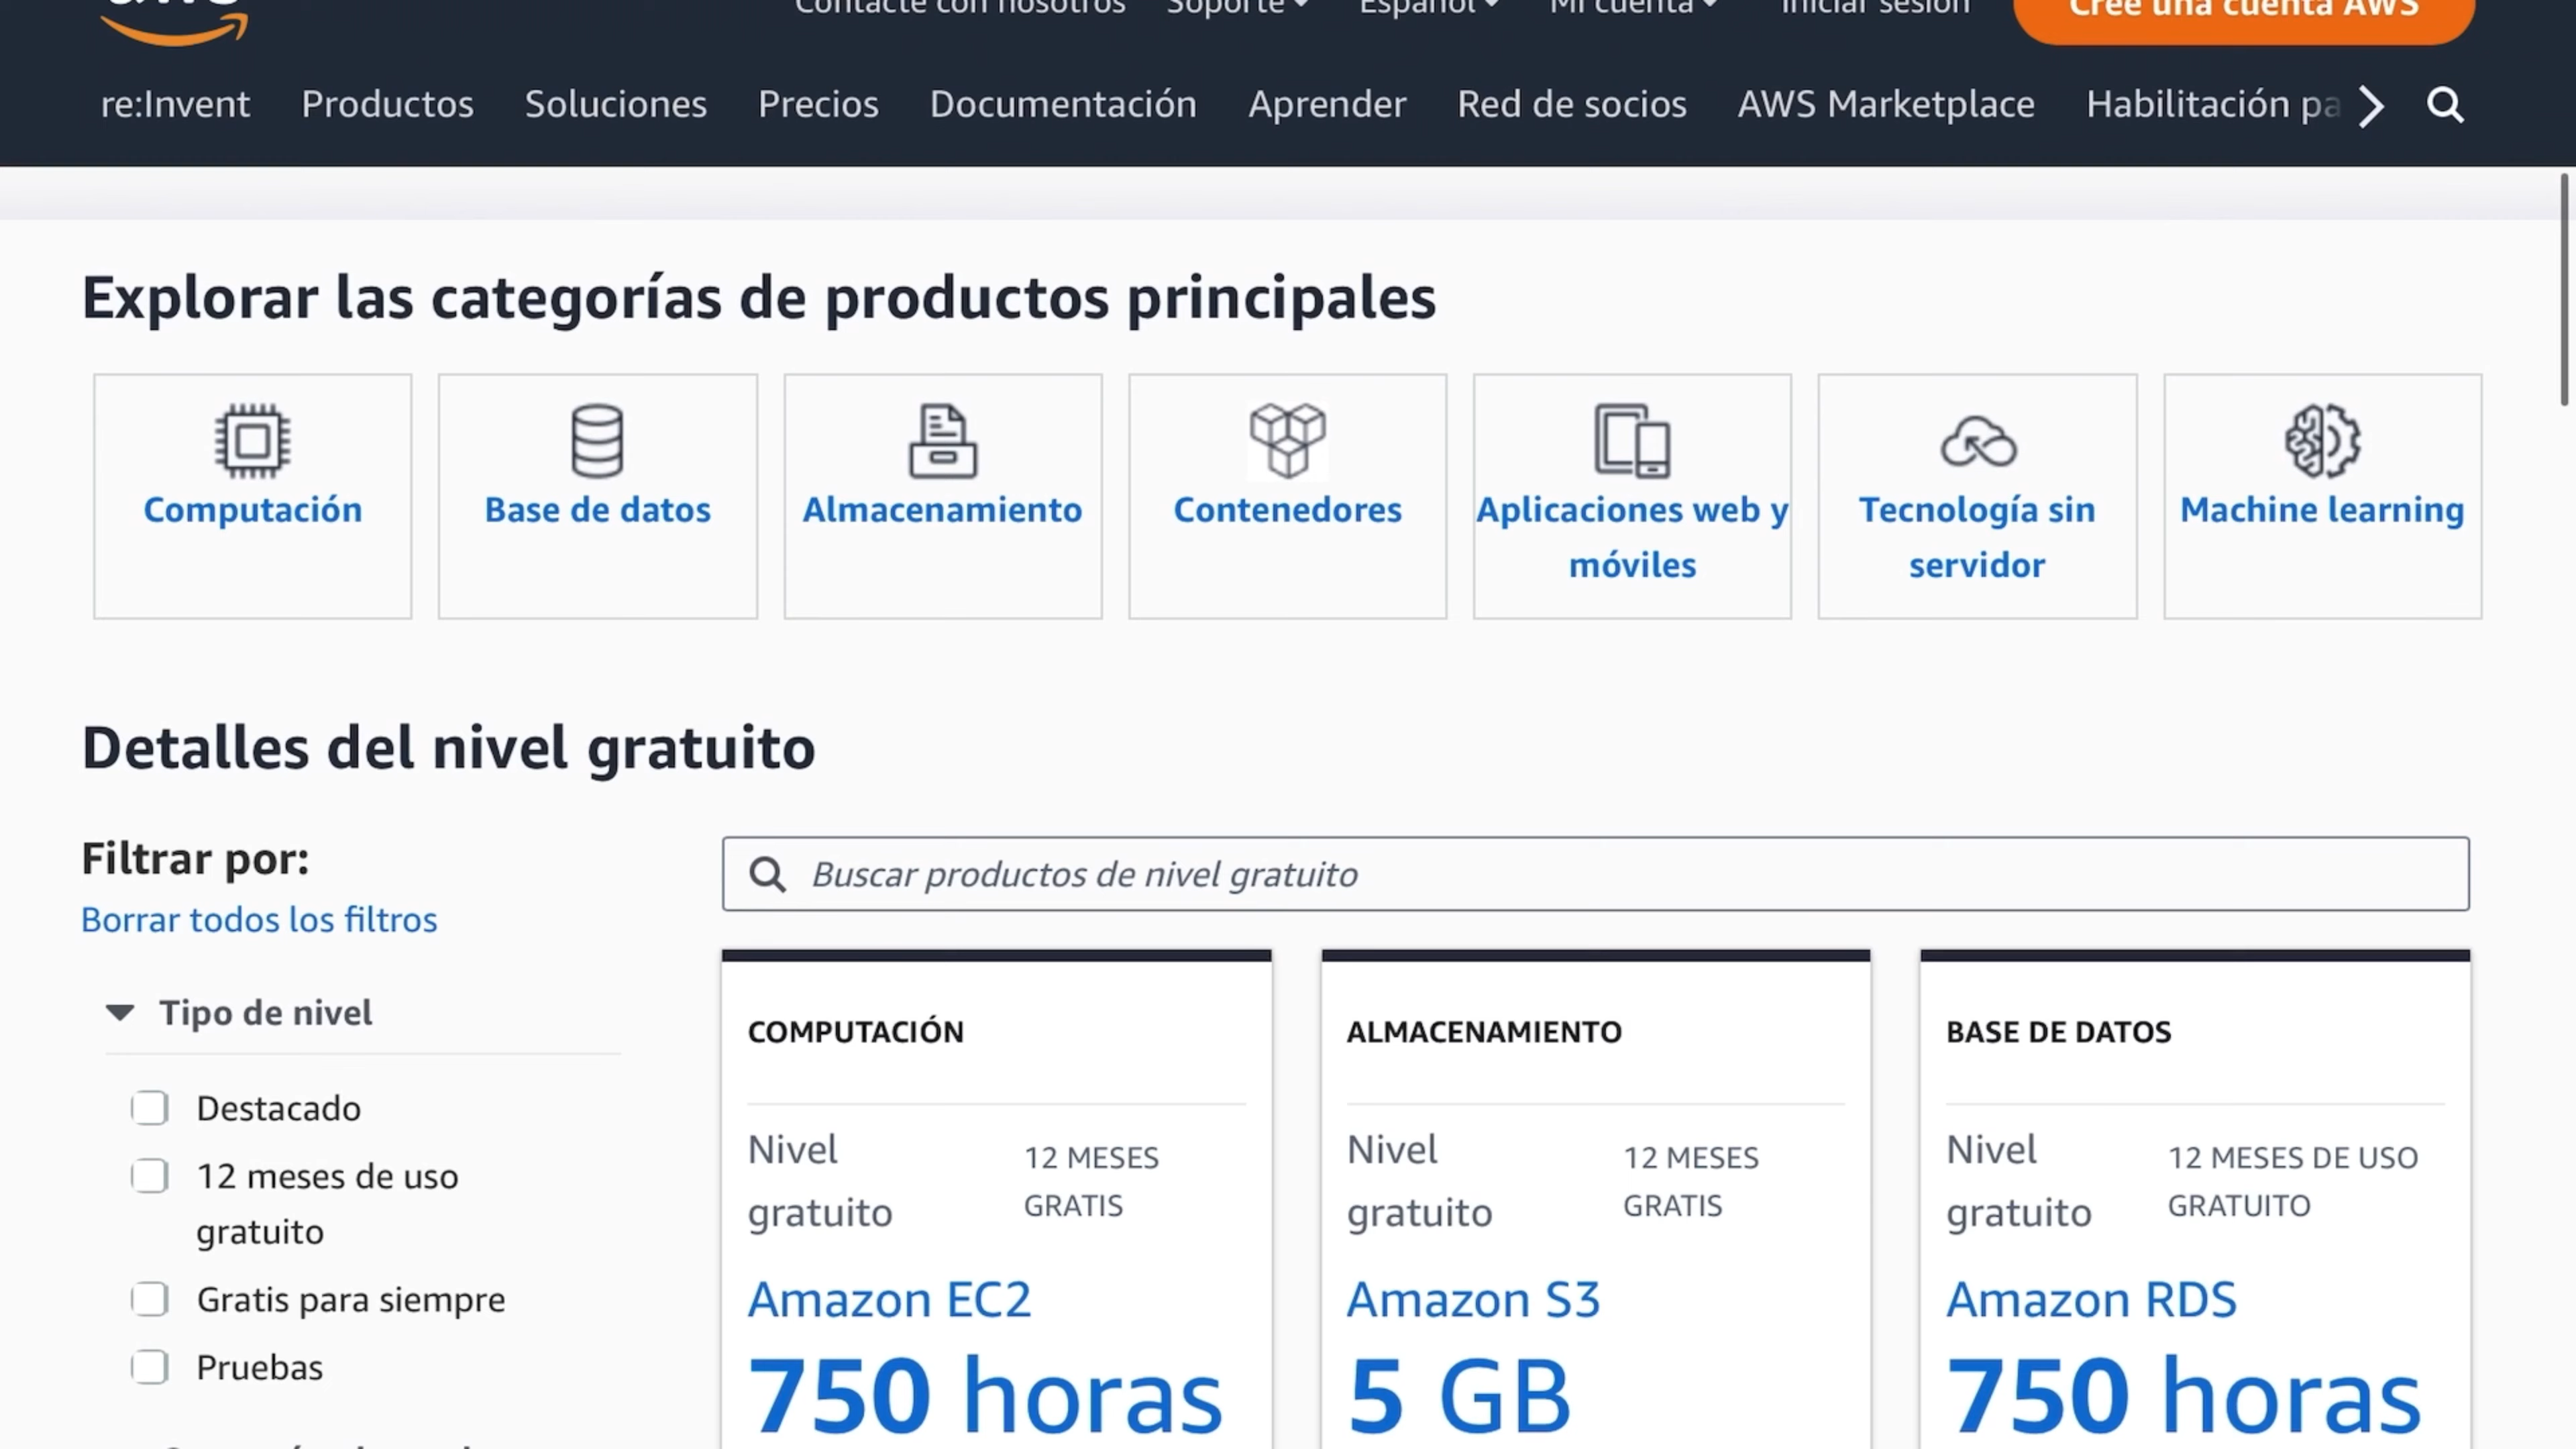 aws
Contacte con nosotros Soporte Español Mi cuenta Iniciar sesión Cree una cuenta AWS
re:Invent Productos Soluciones Precios Documentación Aprender Red de socios AWS Marketplace Habilitación
Explorar las categorías de productos principales
Computación
Base de datos
Almacenamiento
Contenedores
Aplicaciones web y
móviles
Tecnología sin
servidor
Machine learning
Detalles del nivel gratuito
Filtrar por:
Borrar todos los filtros
Tipo de nivel
Destacado
12 meses de uso
gratuito
Gratis para siempre
Pruebas
Buscar productos de nivel gratuito
COMPUTACIÓN
Nivel
gratuito
12 MESES
GRATIS
Amazon EC2
750 horas
ALMACENAMIENTO
Nivel
gratuito
12 MESES
GRATIS
Amazon S3
5 GB
BASE DE DATOS
Nivel
gratuito
12 MESES DE USO
GRATUITO
Amazon RDS
750 horas